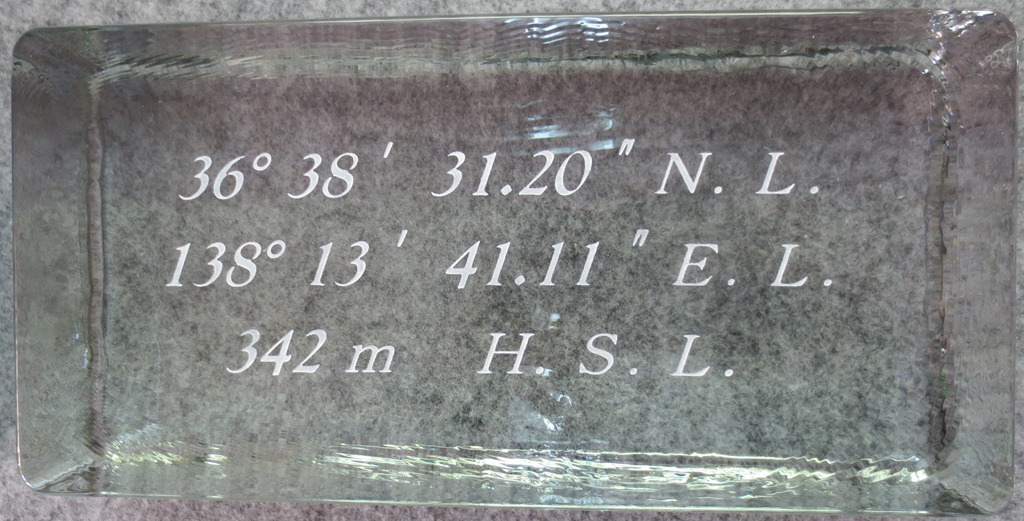 36° 38 ' 31.20 " N. L.
138° 13 ' 41.11 " E. L.
342 m H. S. L.